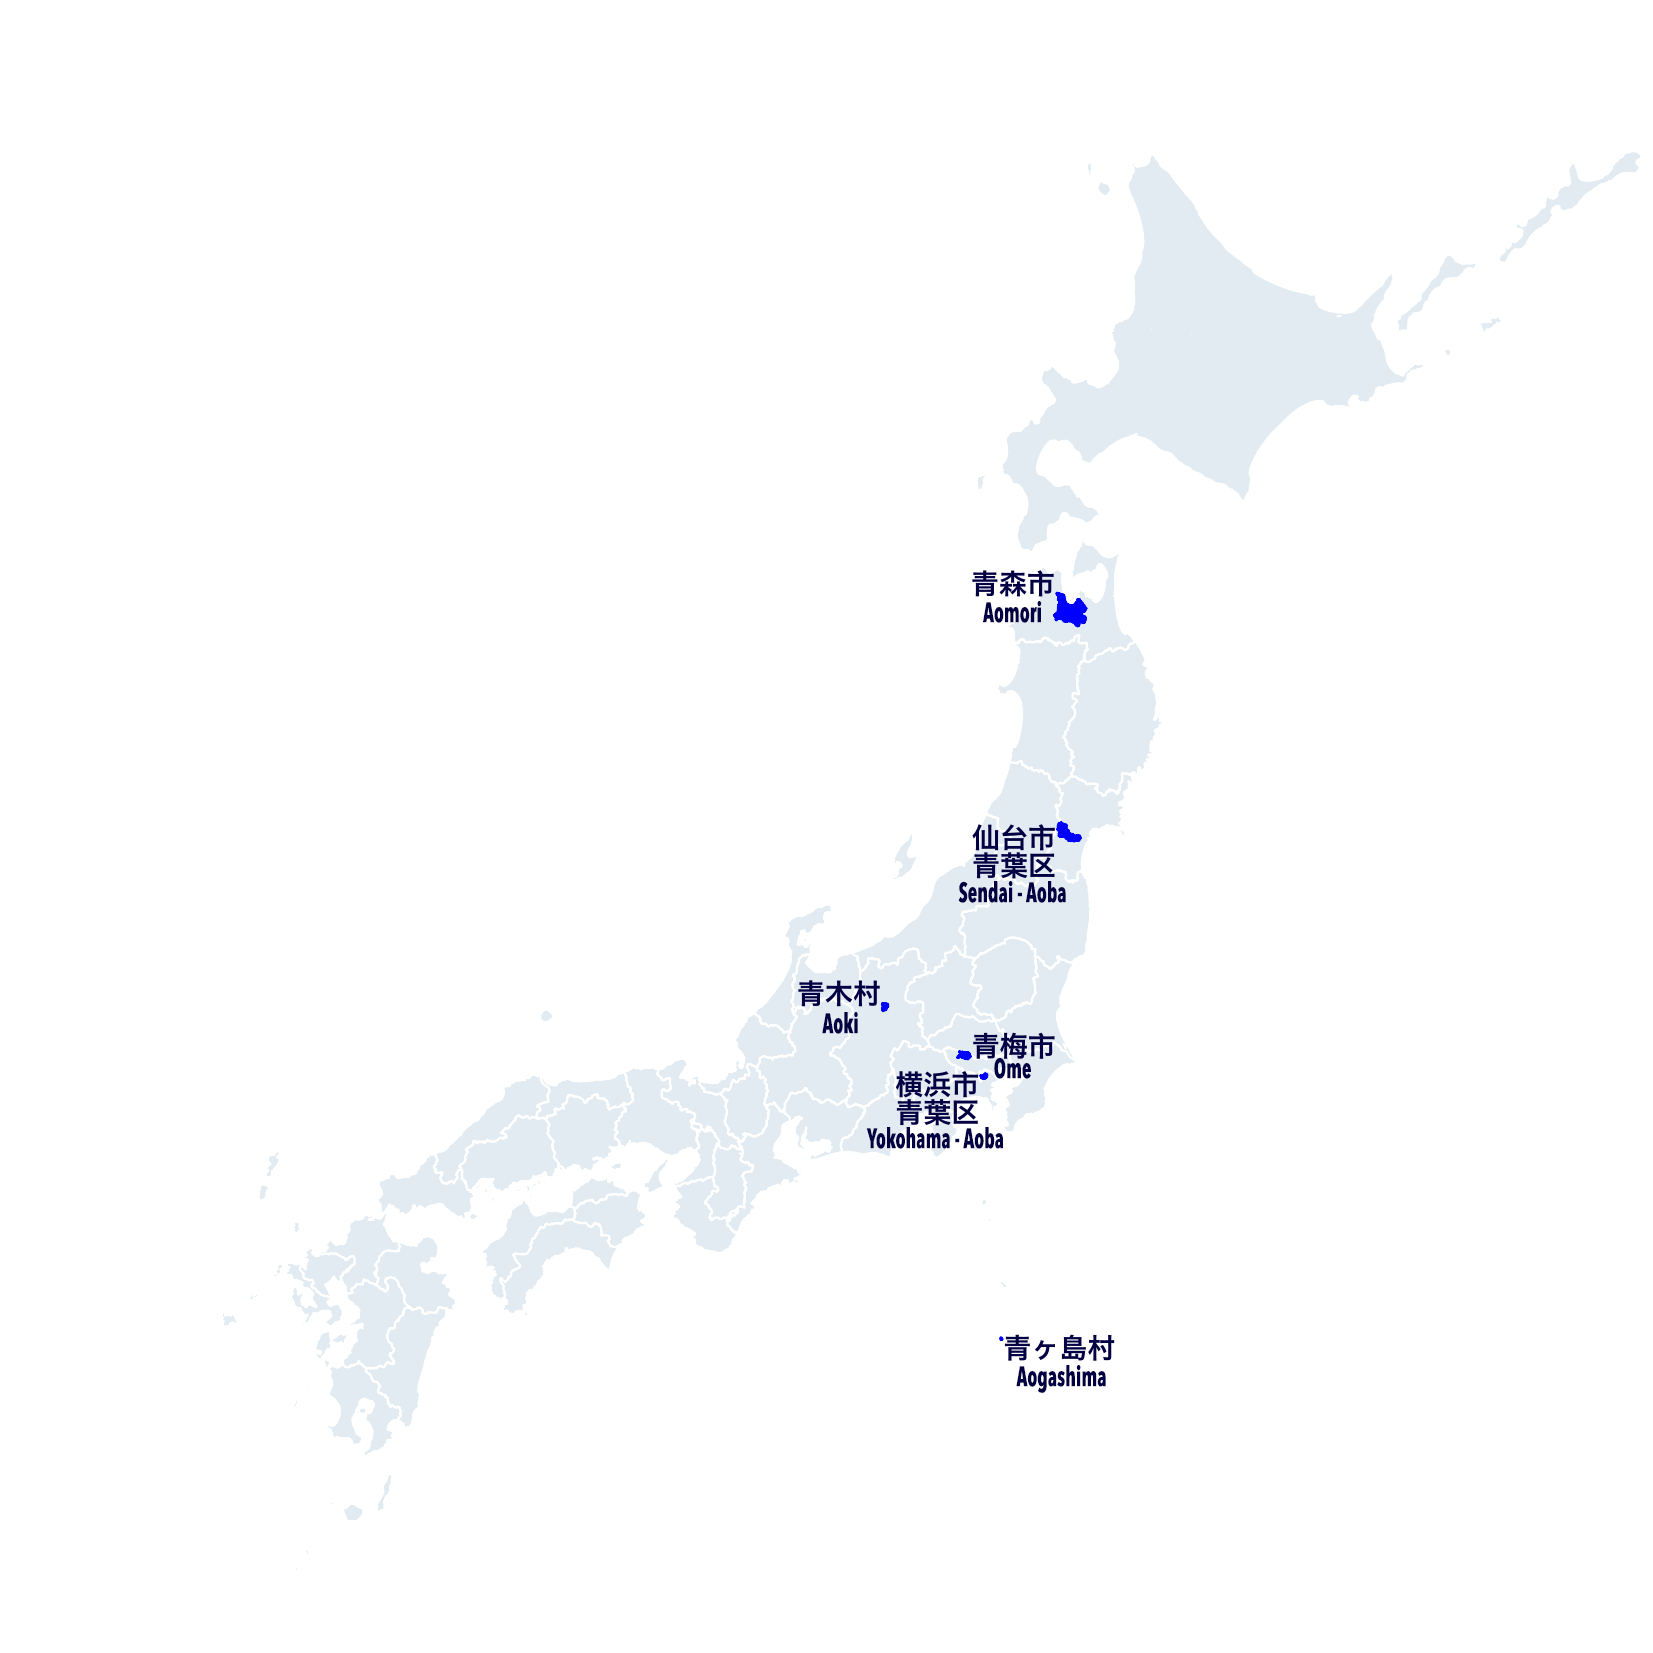 青森市
Aomori
仙台市
青葉区
Sendai - Aoba
青木村
Aoki
青梅市
Ome
横浜市
青葉区
Yokohama - Aoba
青ヶ島村
Aogashima